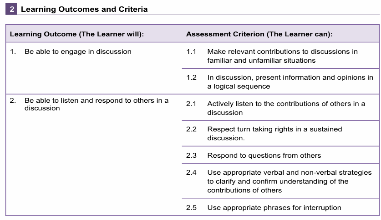 2 Learning Outcomes and Criteria
Learning Outcome (The Learner will): Assessment Criterion (The Learner can):
1. Be able to engage in discussion
1.1 Make relevant contributions to discussions in
familiar and unfamiliar situations
1.2 In discussion, present information and opinions in
a logical sequence
2. Be able to listen and respond to others in a
discussion
2.1 Actively listen to the contributions of others in a
discussion
2.2 Respect turn taking rights in a sustained
discussion.
2.3 Respond to questions from others
2.4 Use appropriate verbal and non-verbal strategies
to clarify and confirm understanding of the
contributions of others
2.5 Use appropriate phrases for interruption